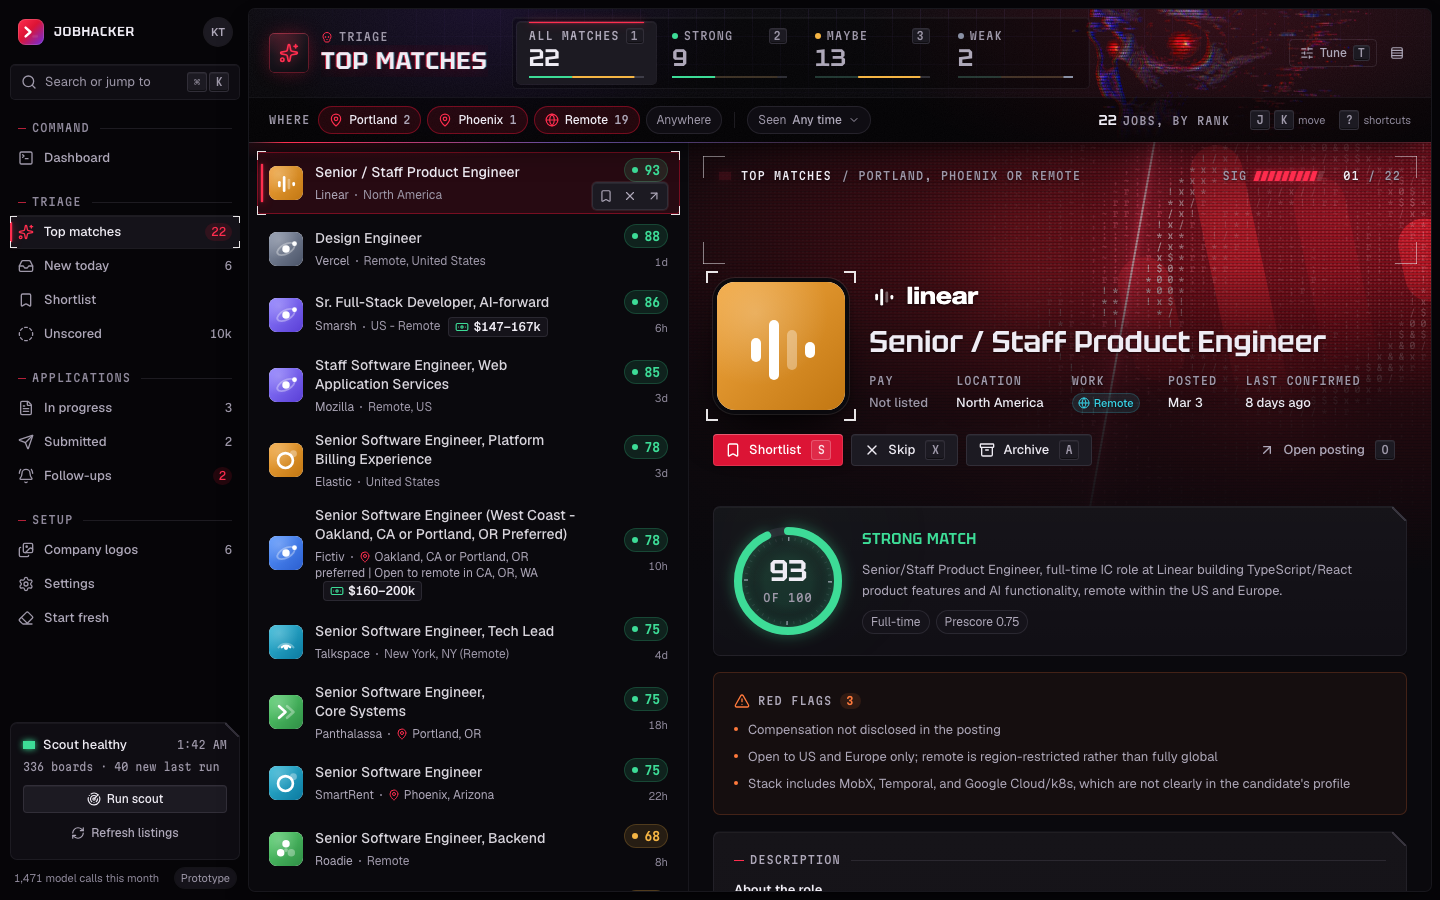 JOBHACKER
KT
Search or jump to
⌘ K
COMMAND
Dashboard
TRIAGE
Top matches 22
New today 6
Shortlist
Unscored 10k
APPLICATIONS
In progress 3
Submitted 2
Follow-ups 2
SETUP
Company logos 6
Settings
Start fresh
Scout healthy 1:42 AM
336 boards · 40 new last run
Run scout
Refresh listings
1,471 model calls this month
Prototype
TRIAGE
TOP MATCHES
ALL MATCHES 1
22
STRONG 2
9
MAYBE 3
13
WEAK
2
Tune T
WHERE
Portland 2
Phoenix 1
Remote 19
Anywhere
Seen Any time
22 JOBS, BY RANK
J K move
? shortcuts
Senior / Staff Product Engineer
93
Linear · North America
Design Engineer
88
Vercel · Remote, United States
1d
Sr. Full-Stack Developer, AI-forward
86
Smarsh · US - Remote $147–167k
6h
Staff Software Engineer, Web
Application Services
85
Mozilla · Remote, US
3d
Senior Software Engineer, Platform
Billing Experience
78
Elastic · United States
3d
Senior Software Engineer (West Coast -
Oakland, CA or Portland, OR Preferred)
78
Fictiv · Oakland, CA or Portland, OR
preferred | Open to remote in CA, OR, WA
10h
$160–200k
Senior Software Engineer, Tech Lead
75
Talkspace · New York, NY (Remote)
4d
Senior Software Engineer,
Core Systems
75
Panthalassa · Portland, OR
18h
Senior Software Engineer
75
SmartRent · Phoenix, Arizona
22h
Senior Software Engineer, Backend
68
Roadie · Remote
8h
TOP MATCHES / PORTLAND, PHOENIX OR REMOTE
SIG
01 / 22
linear
Senior / Staff Product Engineer
PAY
Not listed
LOCATION
North America
WORK
Remote
POSTED
Mar 3
LAST CONFIRMED
8 days ago
Shortlist S
Skip X
Archive A
Open posting O
93
OF 100
STRONG MATCH
Senior/Staff Product Engineer, full-time IC role at Linear building TypeScript/React
product features and AI functionality, remote within the US and Europe.
Full-time
Prescore 0.75
RED FLAGS 3
• Compensation not disclosed in the posting
• Open to US and Europe only; remote is region-restricted rather than fully global
• Stack includes MobX, Temporal, and Google Cloud/k8s, which are not clearly in the candidate's profile
DESCRIPTION
About the role